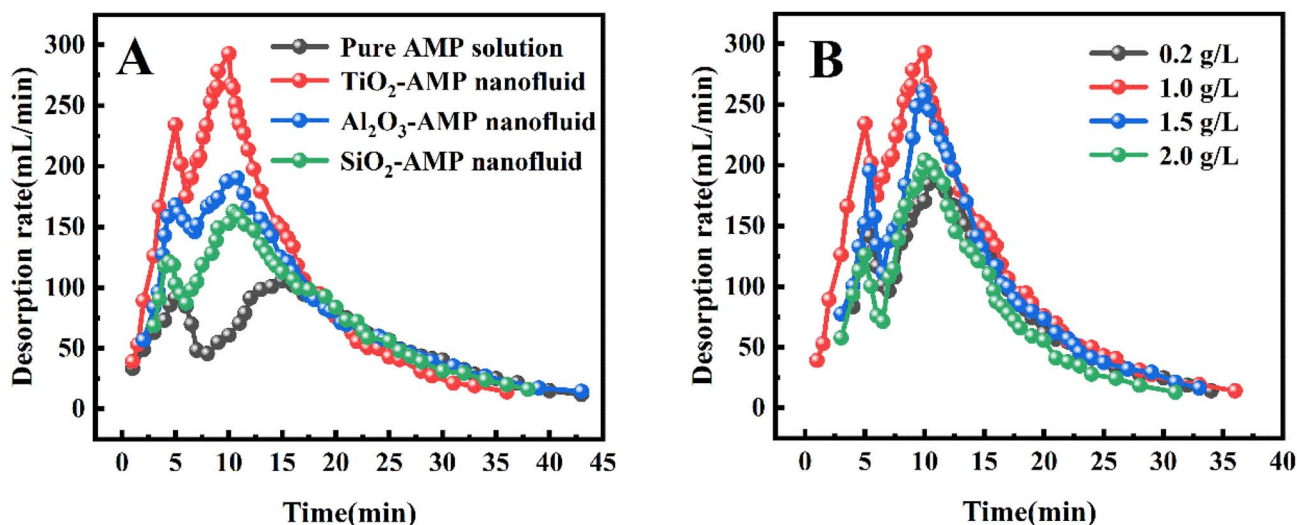 A
Pure AMP solution
TiO₂-AMP nanofluid
Al₂O₃-AMP nanofluid
SiO₂-AMP nanofluid
Desorption rate(mL/min)
300
250
200
150
100
50
0
0 5 10 15 20 25 30 35 40 45
Time(min)
B
0.2 g/L
1.0 g/L
1.5 g/L
2.0 g/L
Desorption rate(mL/min)
300
250
200
150
100
50
0
0 5 10 15 20 25 30 35 40
Time(min)